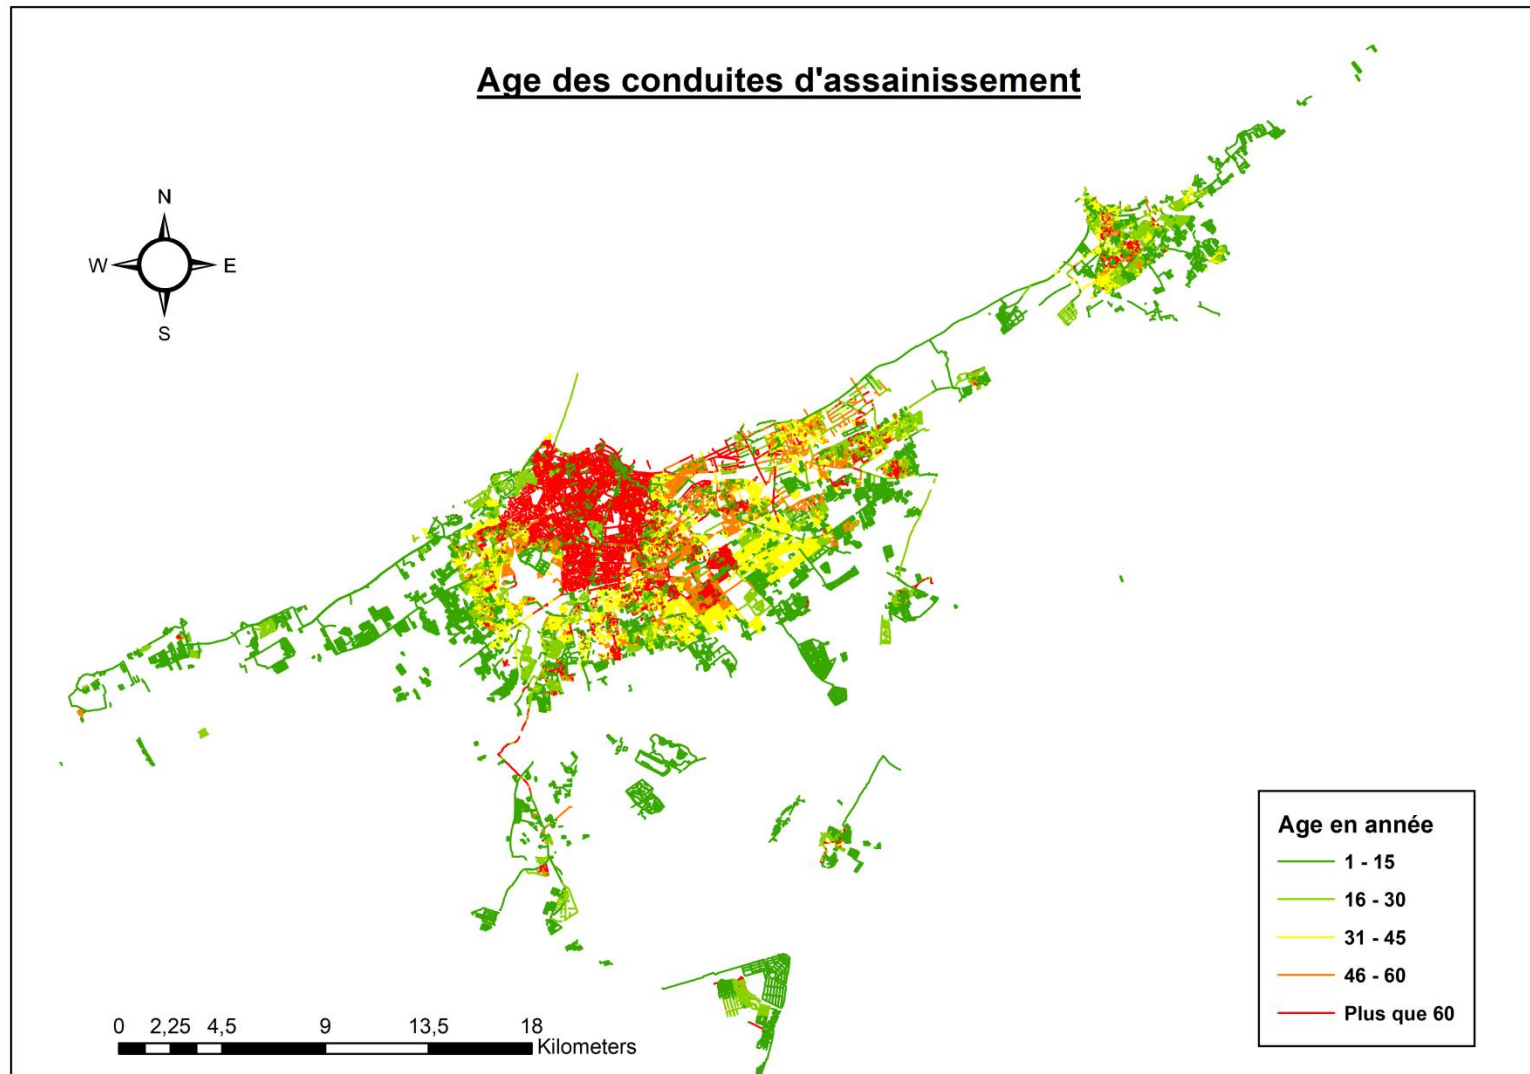 Age des conduites d'assainissement
N
W E
S
Age en année
1 - 15
16 - 30
31 - 45
46 - 60
Plus que 60
0 2,25 4,5 9 13,5 18
Kilometers